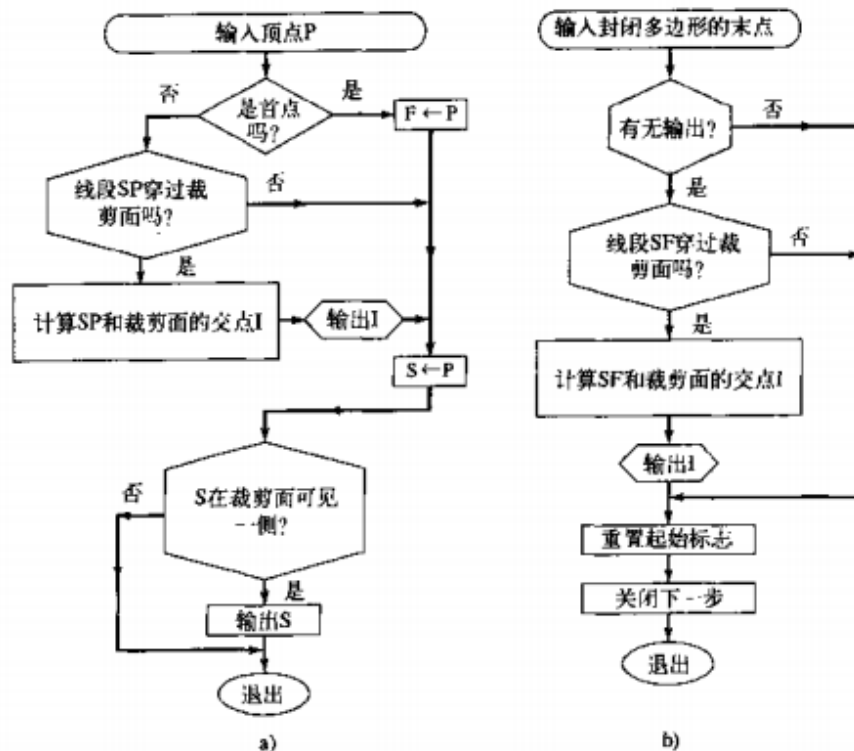 输入顶点P
是首点
吗?
否
是
F←P
线段SP穿过裁
剪面吗?
否
是
计算SP和裁剪面的交点I
输出I
S←P
S在裁剪面可见
一侧?
否
是
输出S
退出
a)
输入封闭多边形的末点
有无输出?
否
是
线段SF穿过裁
剪面吗?
否
是
计算SF和裁剪面的交点I
输出I
重置起始标志
关闭下一步
退出
b)